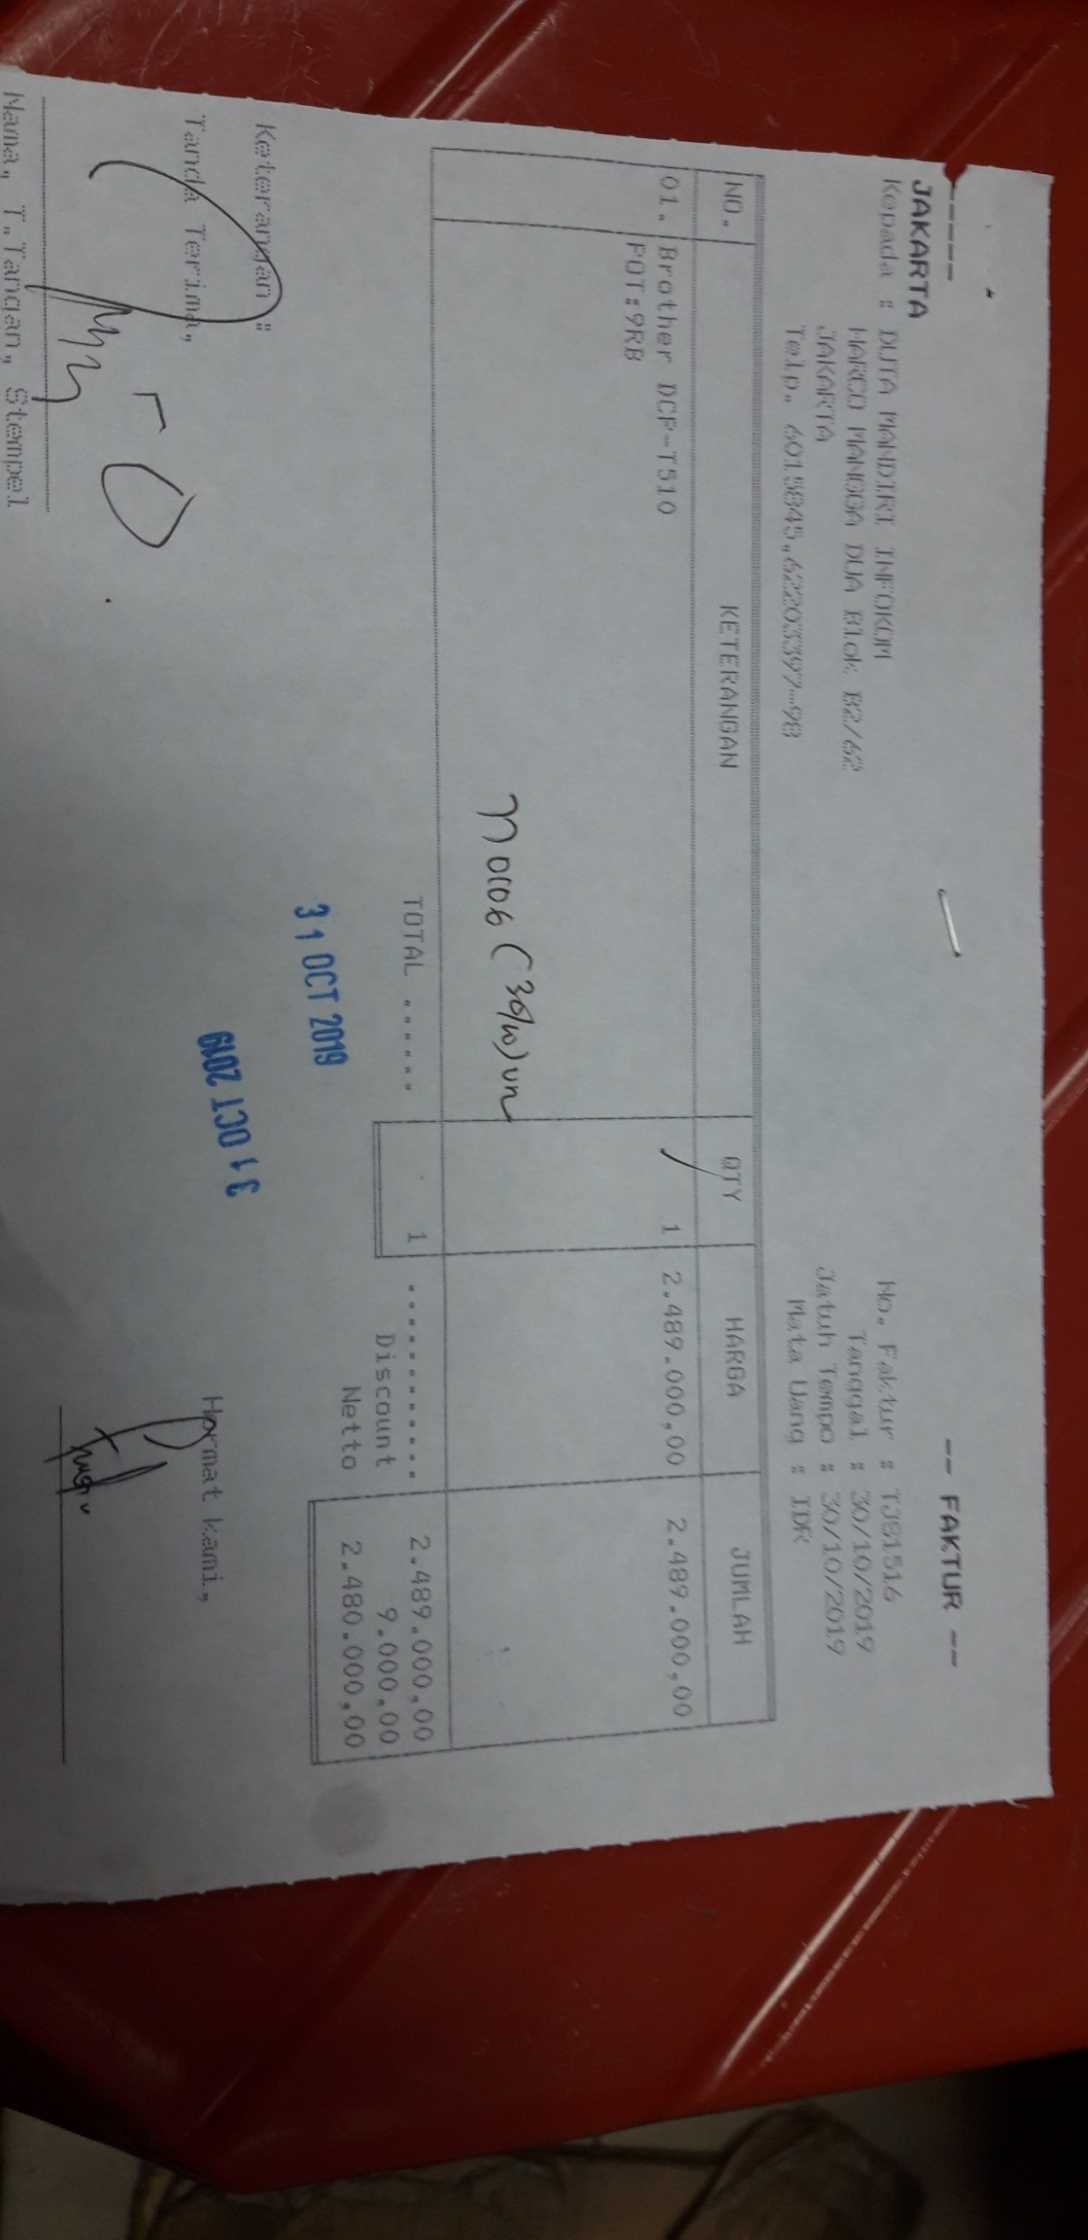 -----
-- FAKTUR --
JAKARTA
Kepada : DUTA MANDIRI INFOKOM
No. Faktur : TJ81516
HARCO MANGGA DUA Blok B2/62
Tanggal : 30/10/2019
JAKARTA
Jatuh Tempo : 30/10/2019
Telp. 6015845,62203397-98
Mata Uang : IDR
NO. KETERANGAN QTY HARGA JUMLAH
01. Brother DCP-T510 1 2.489.000,00 2.489.000,00
POT:9RB
TOTAL ....... 1 ............ 2.489.000,00
Discount 9.000,00
Netto 2.480.000,00
31 OCT 2019
31 OCT 2019
Keterangan :
Tanda Terima,
Hormat kami,
Nama, T.Tangan, Stempel